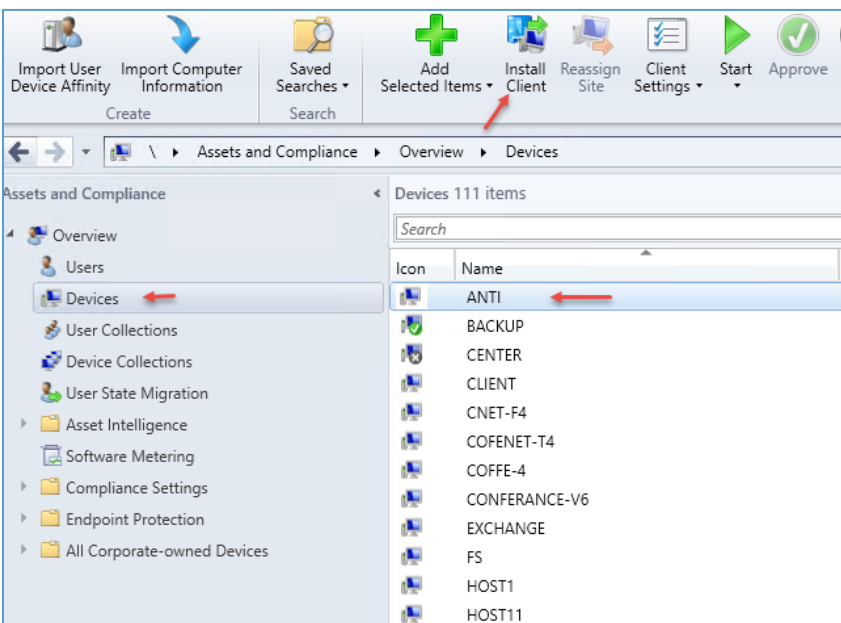 Import User
Device Affinity
Import Computer
Information
Saved
Searches
Add
Selected Items
Install
Client
Reassign
Site
Client
Settings
Start
Approve
Create
Search
\ Assets and Compliance Overview Devices
Assets and Compliance
Overview
Users
Devices
User Collections
Device Collections
User State Migration
Asset Intelligence
Software Metering
Compliance Settings
Endpoint Protection
All Corporate-owned Devices
Devices 111 items
Search
Icon Name
ANTI
BACKUP
CENTER
CLIENT
CNET-F4
COFENET-T4
COFFE-4
CONFERANCE-V6
EXCHANGE
FS
HOST1
HOST11